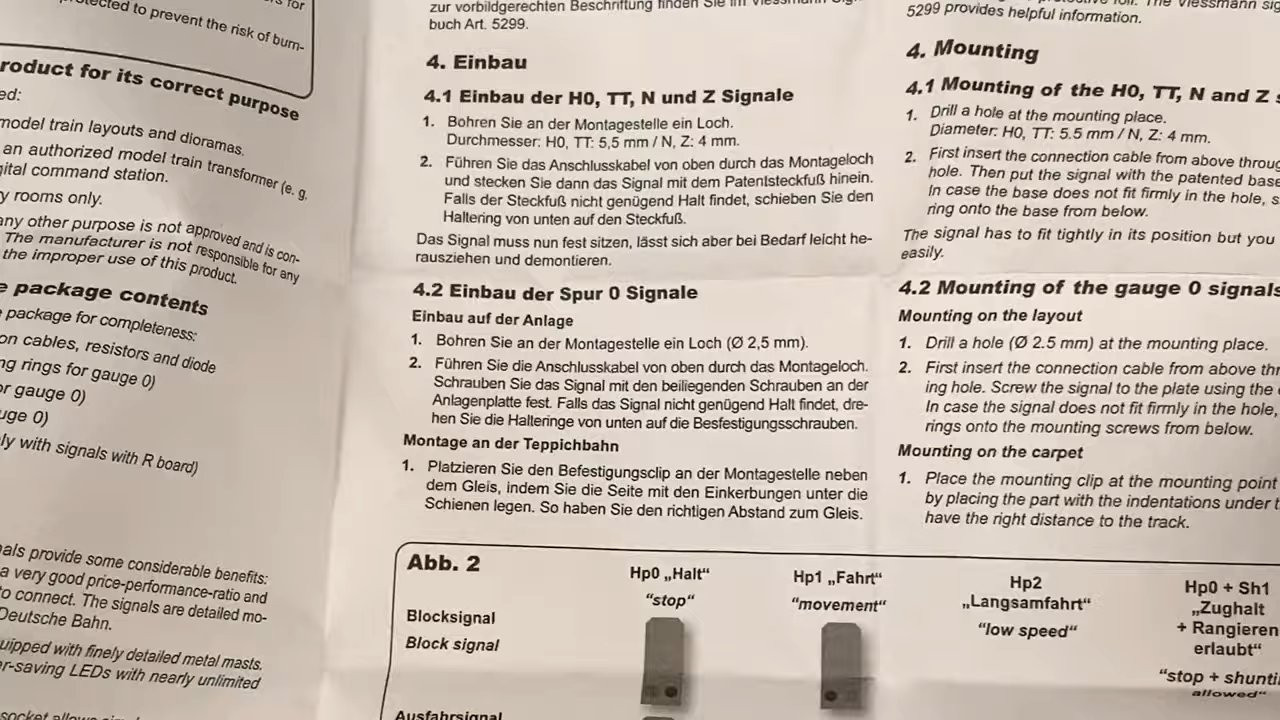 to prevent the risk of burn-
product for its correct purpose
model train layouts and dioramas.
an authorized model train transformer (e. g.
digital command station.
rooms only.
any other purpose is not approved and is con-
The manufacturer is not responsible for any
the improper use of this product.
package contents
package for completeness:
cables, resistors and diode
rings for gauge 0)
for gauge 0)
with signals with R board)
provide some considerable benefits:
a very good price-performance-ratio and
to connect. The signals are detailed mo-
Deutsche Bahn.
equipped with finely detailed metal masts.
LEDs with nearly unlimited
zur vorbildgerechten Beschriftung finden Sie im Viessmann
buch Art. 5299.
4. Einbau
4.1 Einbau der H0, TT, N und Z Signale
1. Bohren Sie an der Montagestelle ein Loch.
Durchmesser: H0, TT: 5,5 mm / N, Z: 4 mm.
2. Führen Sie das Anschlusskabel von oben durch das Montageloch
und stecken Sie dann das Signal mit dem Patentsteckfuß hinein.
Falls der Steckfuß nicht genügend Halt findet, schieben Sie den
Haltering von unten auf den Steckfuß.
Das Signal muss nun fest sitzen, lässt sich aber bei Bedarf leicht he-
rausziehen und demontieren.
4.2 Einbau der Spur 0 Signale
Einbau auf der Anlage
1. Bohren Sie an der Montagestelle ein Loch (Ø 2,5 mm).
2. Führen Sie die Anschlusskabel von oben durch das Montageloch.
Schrauben Sie das Signal mit den beiliegenden Schrauben an der
Anlagenplatte fest. Falls das Signal nicht genügend Halt findet, dre-
hen Sie die Halteringe von unten auf die Besfestigungsschrauben.
Montage an der Teppichbahn
1. Platzieren Sie den Befestigungsclip an der Montagestelle neben
dem Gleis, indem Sie die Seite mit den Einkerbungen unter die
Schienen legen. So haben Sie den richtigen Abstand zum Gleis.
The Viessmann
5299 provides helpful information.
4. Mounting
4.1 Mounting of the H0, TT, N and Z
1. Drill a hole at the mounting place.
Diameter: H0, TT: 5.5 mm / N, Z: 4 mm.
2. First insert the connection cable from above
hole. Then put the signal with the patented base
In case the base does not fit firmly in the hole,
ring onto the base from below.
The signal has to fit tightly in its position but you
easily.
4.2 Mounting of the gauge 0 signals
Mounting on the layout
1. Drill a hole (Ø 2.5 mm) at the mounting place.
2. First insert the connection cable from above
ing hole. Screw the signal to the plate using the
In case the signal does not fit firmly in the hole,
rings onto the mounting screws from below.
Mounting on the carpet
1. Place the mounting clip at the mounting point
by placing the part with the indentations under
have the right distance to the track.
Abb. 2
Hp0 „Halt“
“stop“
Hp1 „Fahrt“
“movement“
Hp2
„Langsamfahrt“
“low speed“
Hp0 + Sh1
„Zughalt
+ Rangieren
erlaubt“
“stop +
allowed“
Blocksignal
Block signal
Ausfahrsignal